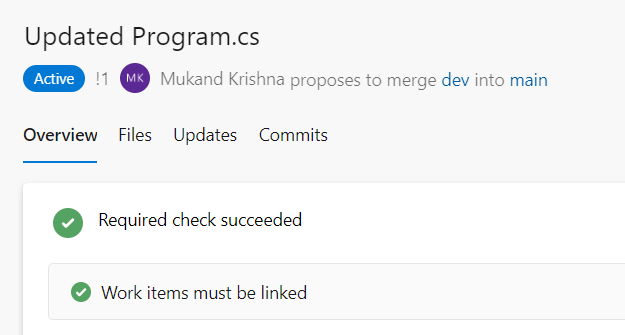 Updated Program.cs
Active !1 MK Mukand Krishna proposes to merge dev into main
Overview Files Updates Commits
Required check succeeded
Work items must be linked